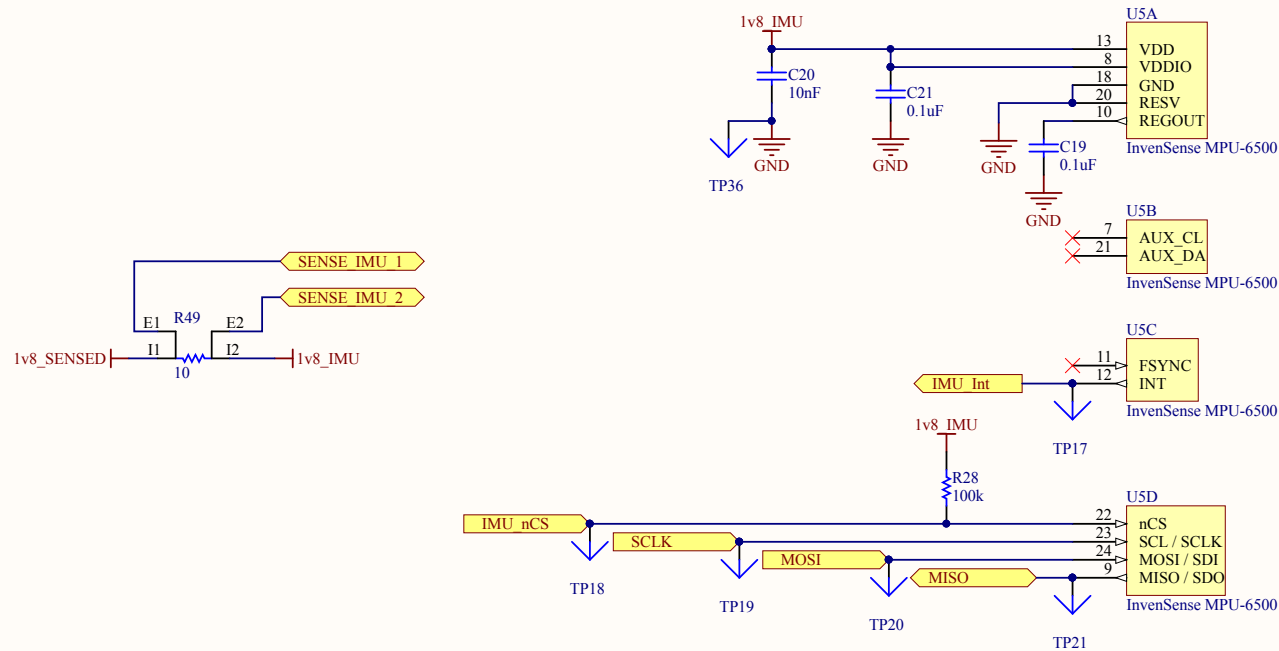 1v8_IMU
C20
10nF
C21
0.1uF
GND
GND
TP36
GND
C19
0.1uF
GND
U5A
13 VDD
8 VDDIO
18 GND
20 RESV
10 REGOUT
InvenSense MPU-6500
U5B
7 AUX_CL
21 AUX_DA
InvenSense MPU-6500
SENSE_IMU_1
SENSE_IMU_2
R49
E1 E2
1v8_SENSED I1 I2 1v8_IMU
10
U5C
11 FSYNC
IMU_Int 12 INT
InvenSense MPU-6500
TP17
1v8_IMU
R28
100k
U5D
IMU_nCS 22 nCS
SCLK 23 SCL / SCLK
MOSI 24 MOSI / SDI
MISO 9 MISO / SDO
InvenSense MPU-6500
TP18
TP19
TP20
TP21